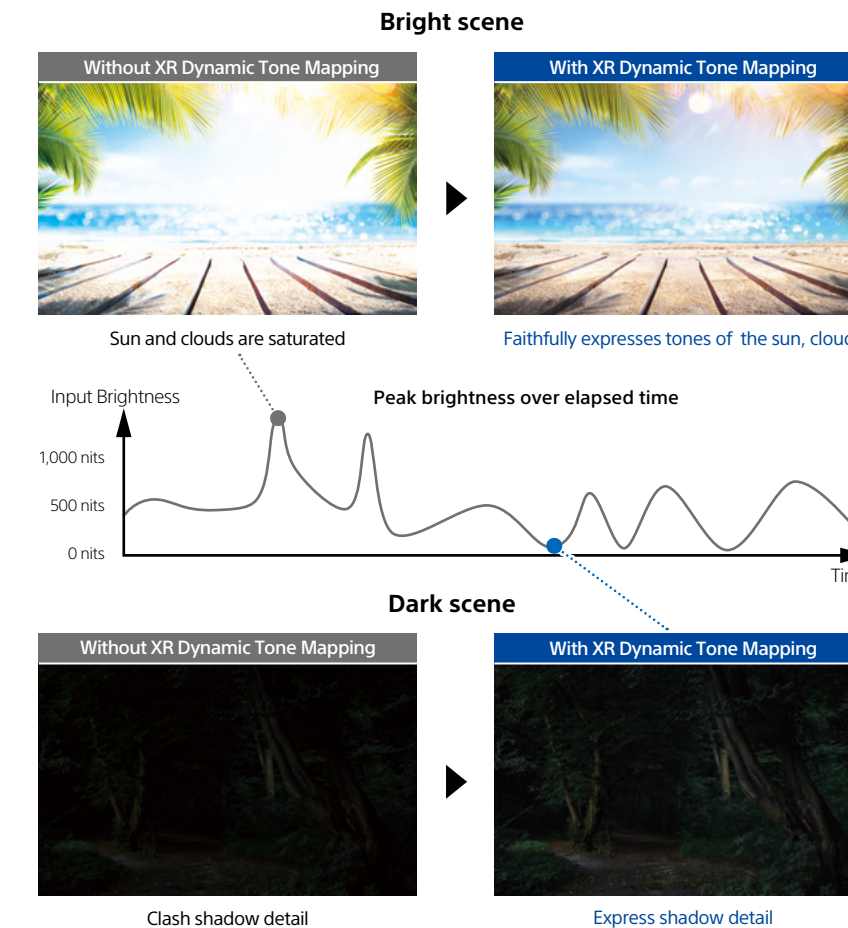 Bright scene
Without XR Dynamic Tone Mapping
With XR Dynamic Tone Mapping
Sun and clouds are saturated
Faithfully expresses tones of the sun, cloud
Input Brightness
Peak brightness over elapsed time
1,000 nits
500 nits
0 nits
Dark scene
Without XR Dynamic Tone Mapping
With XR Dynamic Tone Mapping
Clash shadow detail
Express shadow detail